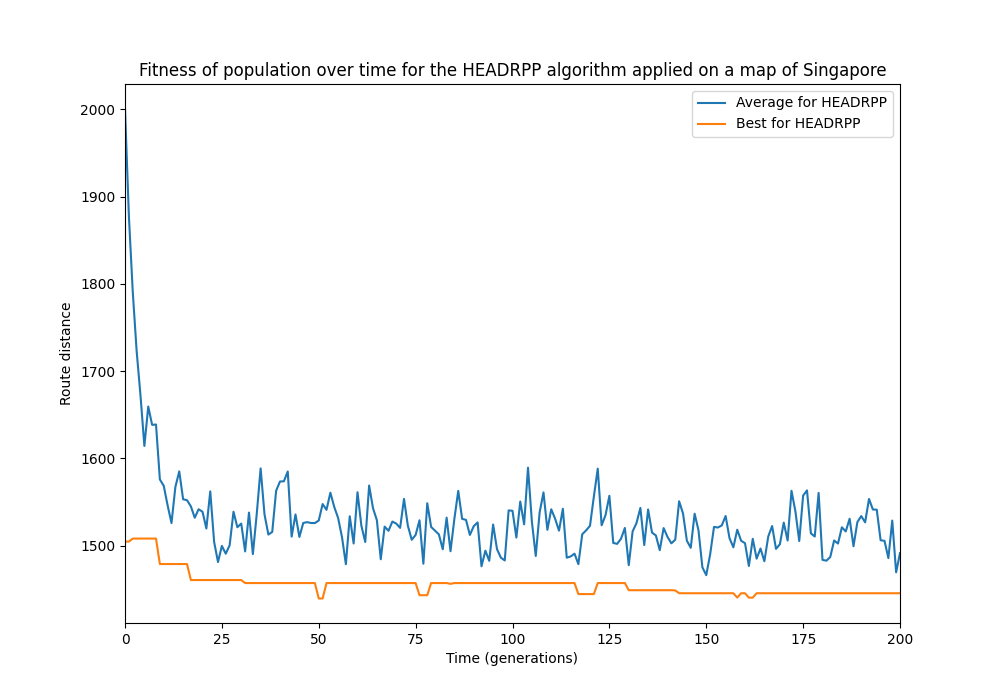 Fitness of population over time for the HEADRPP algorithm applied on a map of Singapore
Average for HEADRPP
Best for HEADRPP
2000
1900
1800
1700
1600
1500
Route distance
0 25 50 75 100 125 150 175 200
Time (generations)